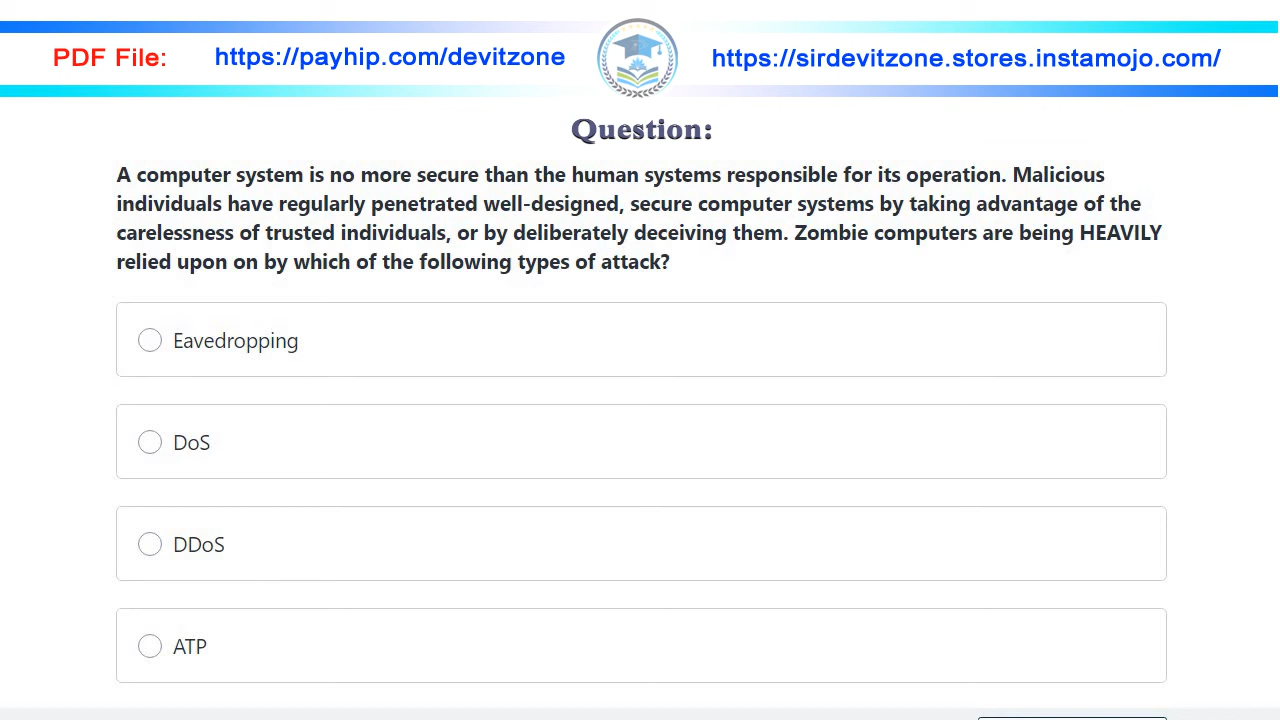 PDF File: https://payhip.com/devitzone https://sirdevitzone.stores.instamojo.com/
Question:
A computer system is no more secure than the human systems responsible for its operation. Malicious
individuals have regularly penetrated well-designed, secure computer systems by taking advantage of the
carelessness of trusted individuals, or by deliberately deceiving them. Zombie computers are being HEAVILY
relied upon on by which of the following types of attack?
Eavedropping
DoS
DDoS
ATP